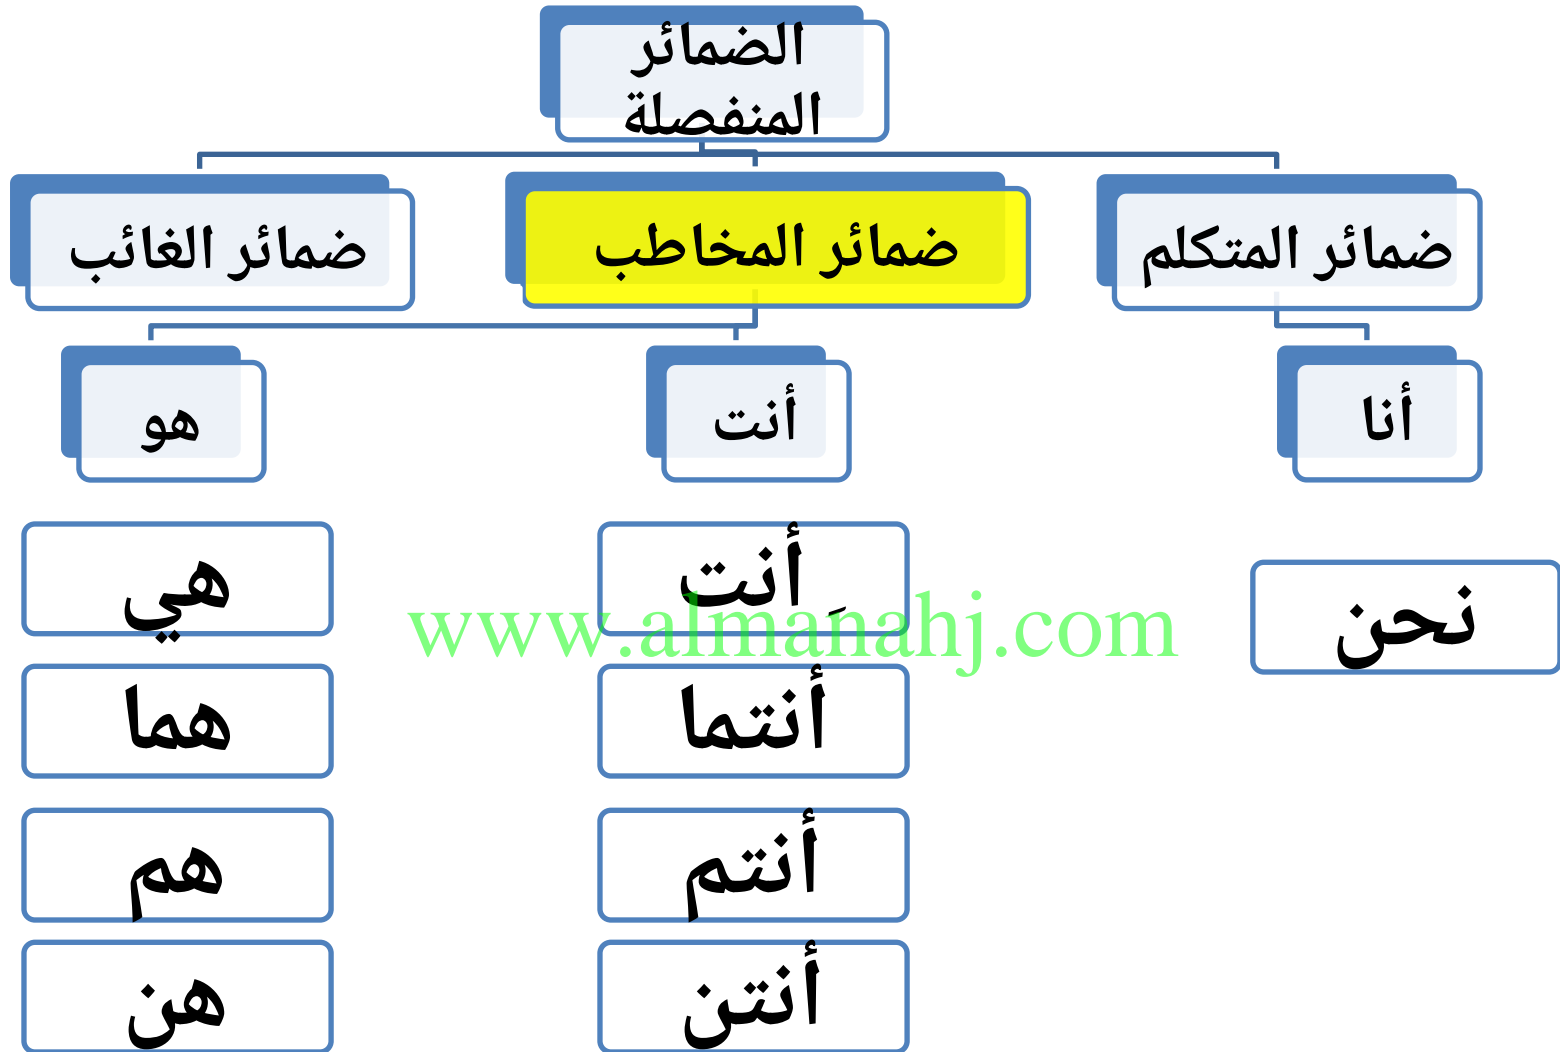 الضمائر
المنفصلة
ضمائر المتكلم
ضمائر المخاطب
ضمائر الغائب
أنا
أنت
هو
نحن
أنت ِ
هي
www.almanahj.com
أنتما
هما
أنتم
هم
أنتن
هن